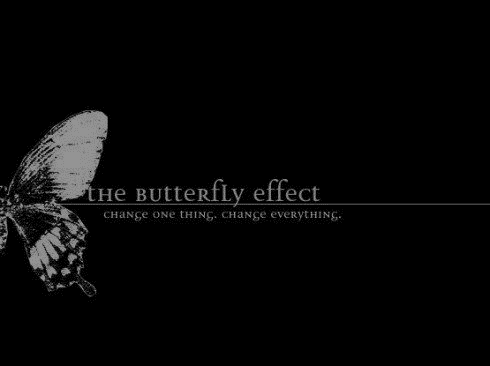 the Butterfly effect
change one thing. change everything.